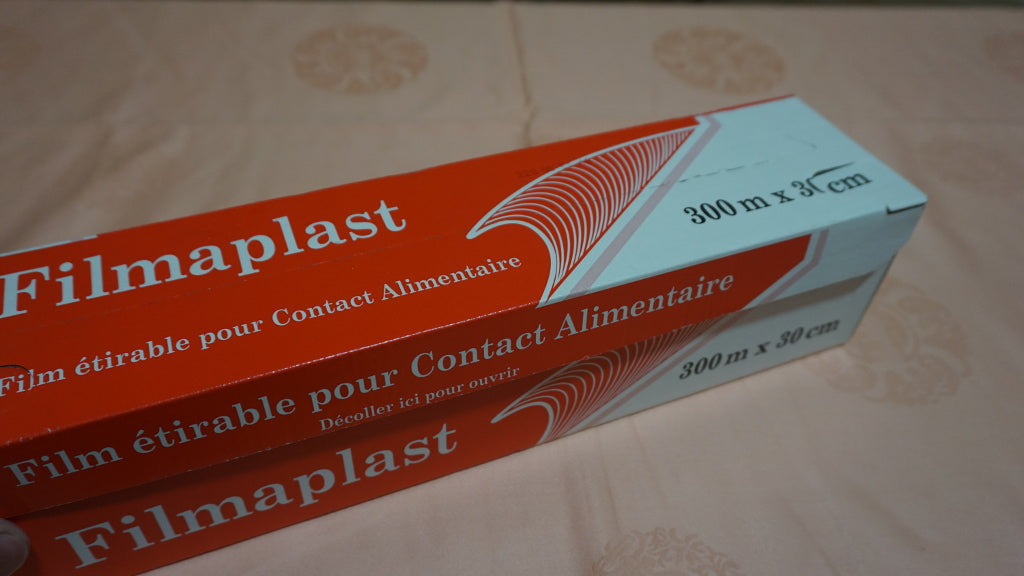 Filmaplast
300 m x 30 cm
Film étirable pour Contact Alimentaire
Film étirable pour Contact Alimentaire
Décoller ici pour ouvrir
300 m x 30 cm
Filmaplast